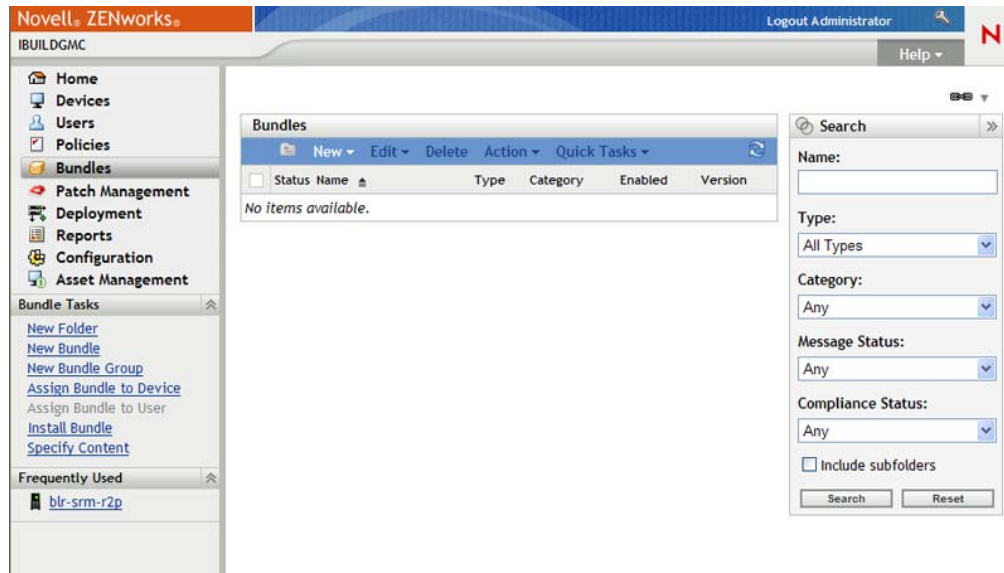 Novell® ZENworks®
Logout Administrator
N
IBUILDGMC
Help
Home
Devices
Users
Policies
Bundles
Patch Management
Deployment
Reports
Configuration
Asset Management
Bundle Tasks
New Folder
New Bundle
New Bundle Group
Assign Bundle to Device
Assign Bundle to User
Install Bundle
Specify Content
Frequently Used
blr-srm-r2p
Bundles
New Edit Delete Action Quick Tasks
Status Name Type Category Enabled Version
No items available.
Search
Name:
Type:
All Types
Category:
Any
Message Status:
Any
Compliance Status:
Any
Include subfolders
Search Reset